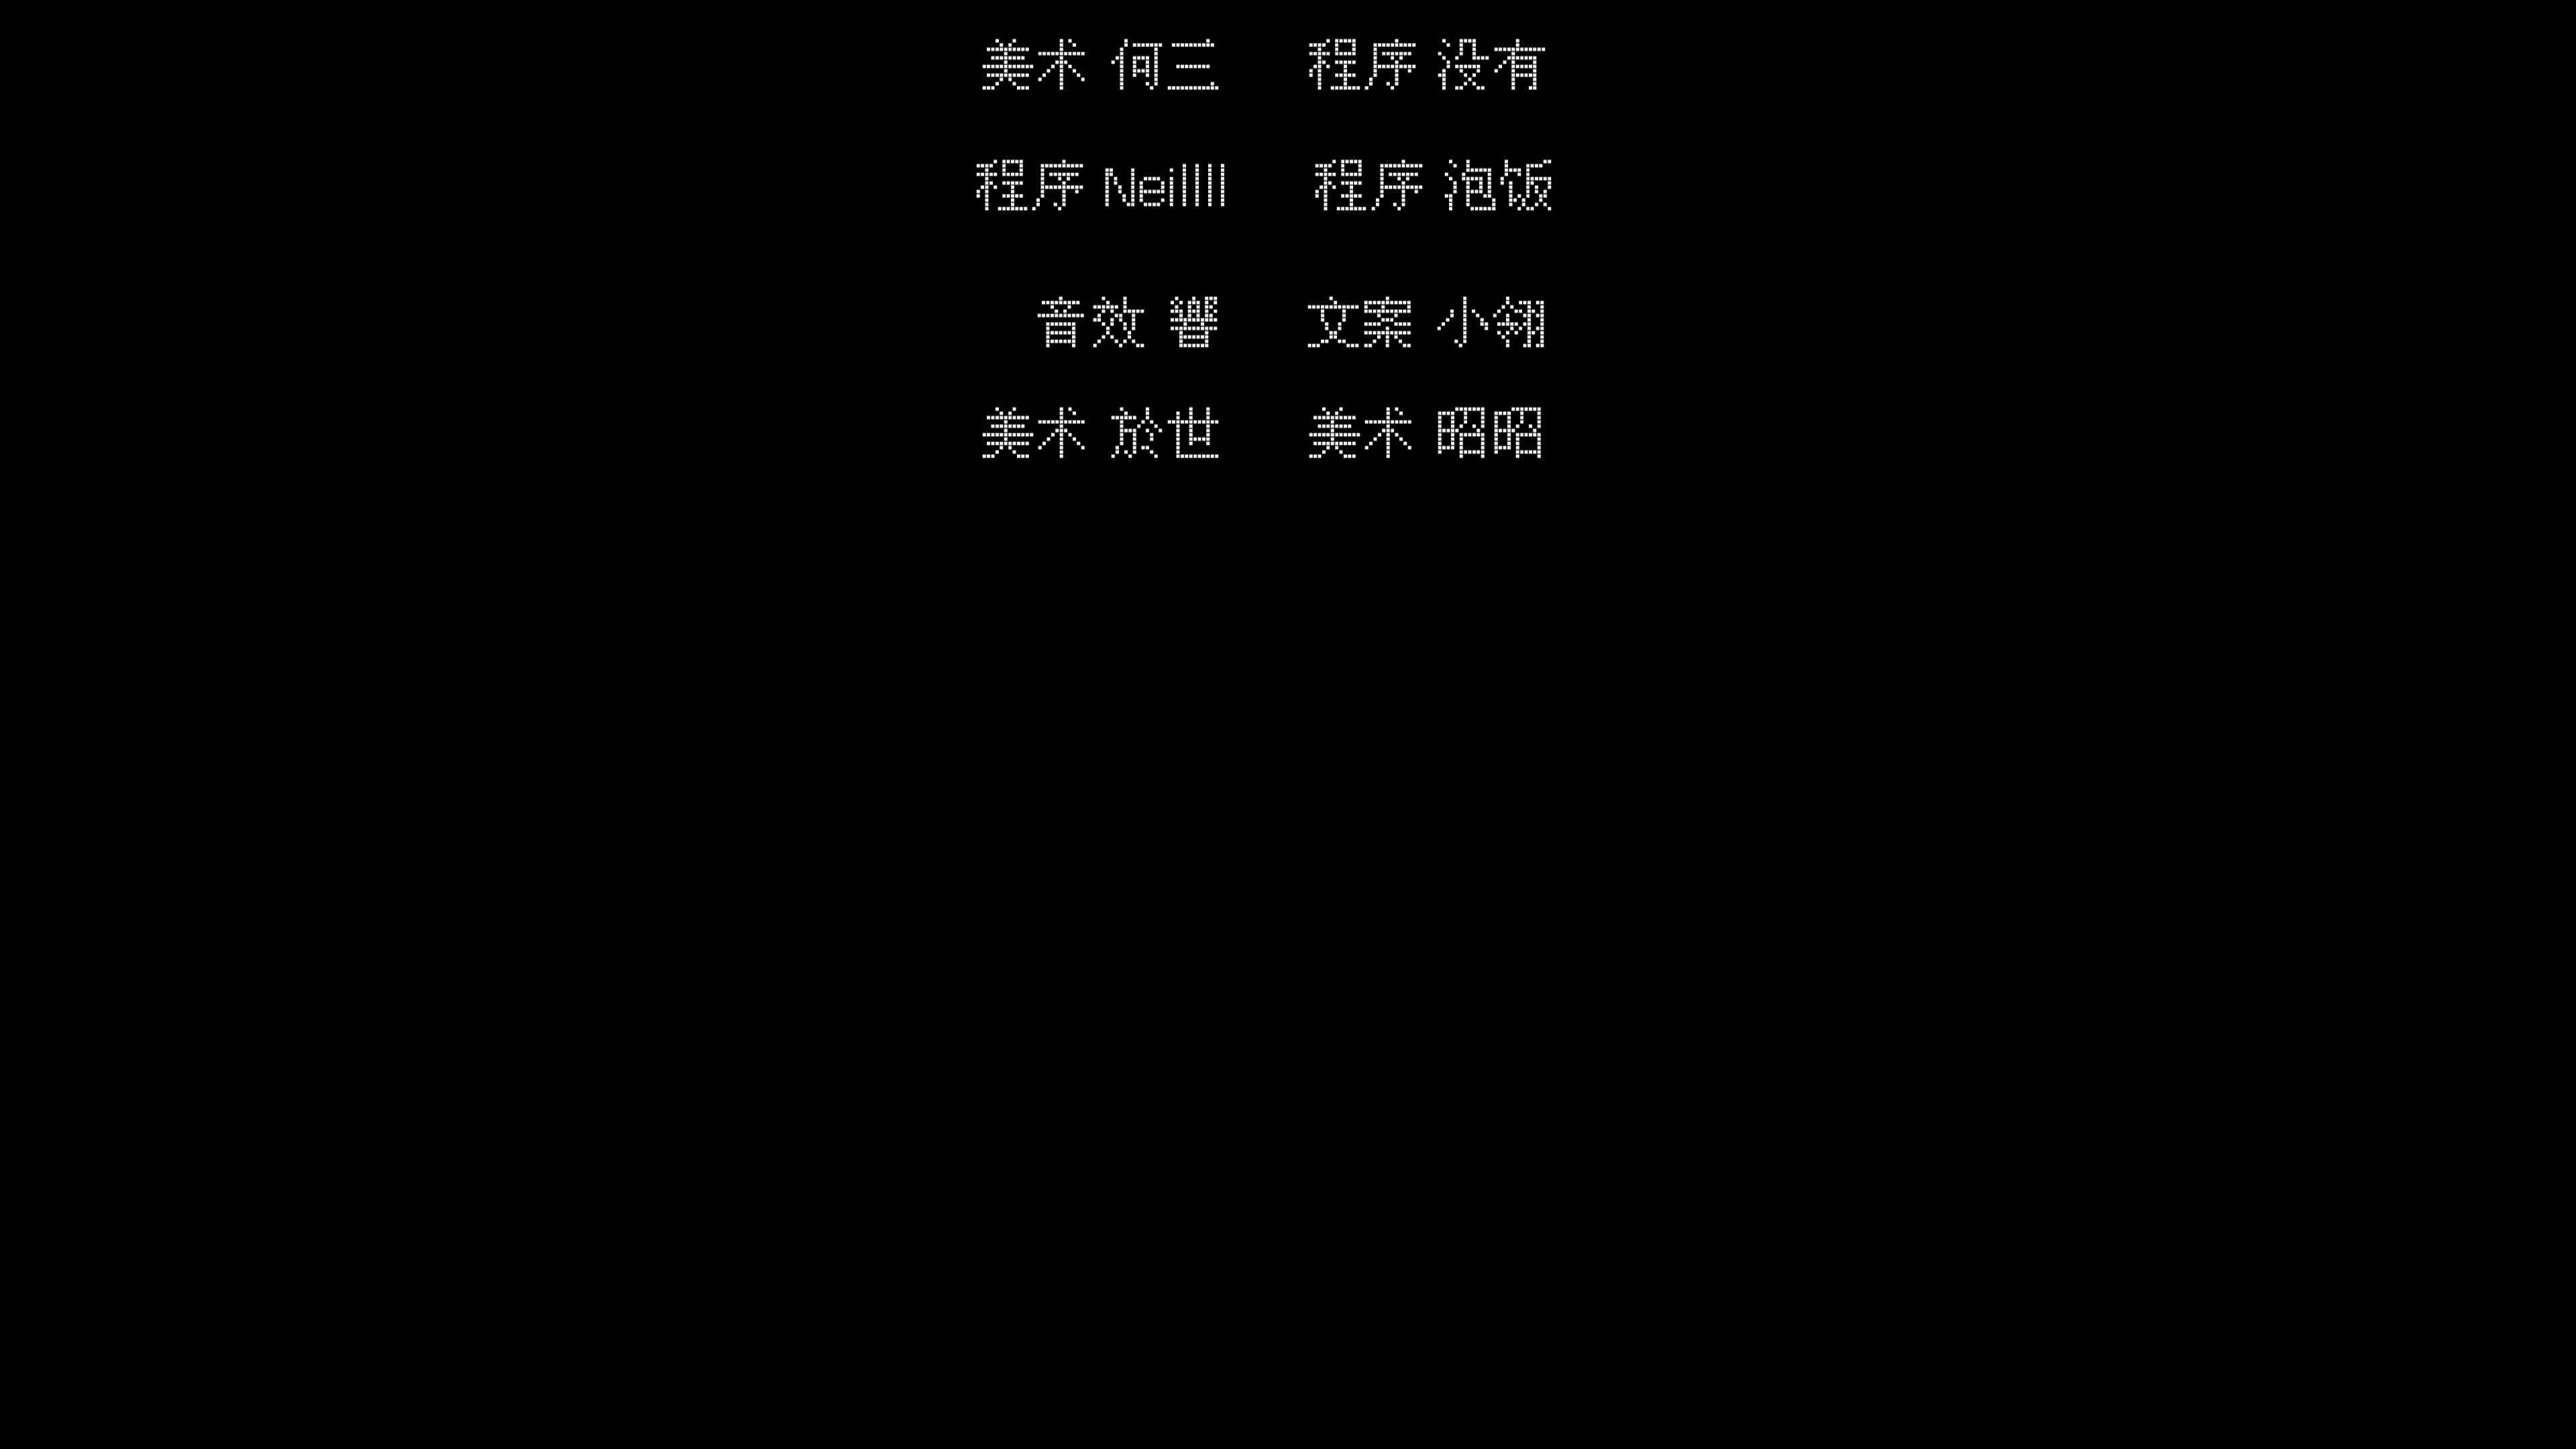 美术 何三 程序 没有
程序 Neillll 程序 泡饭
音效 響 文案 小翎
美术 於世 美术 昭昭